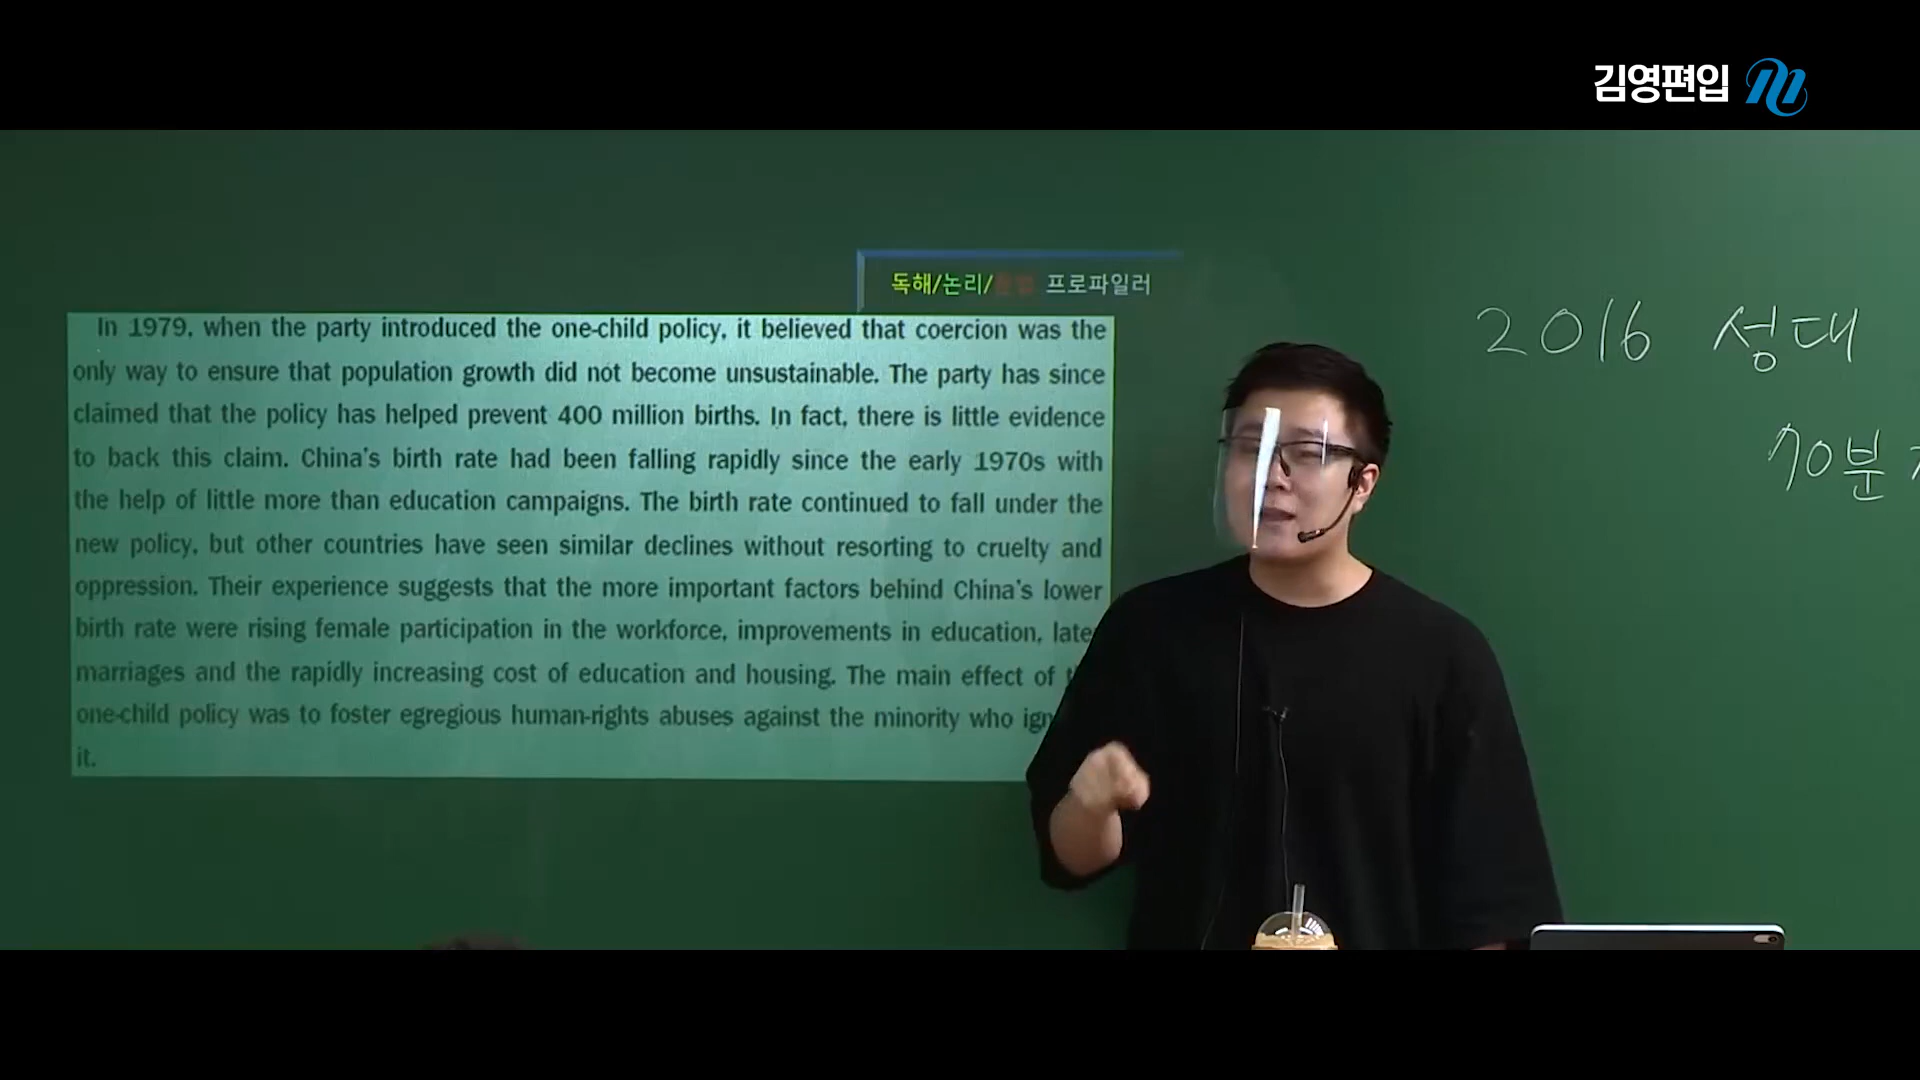 김영편입
독해/논리/문법 프로파일러
In 1979, when the party introduced the one-child policy, it believed that coercion was the
only way to ensure that population growth did not become unsustainable. The party has since
claimed that the policy has helped prevent 400 million births. In fact, there is little evidence
to back this claim. China's birth rate had been falling rapidly since the early 1970s with
the help of little more than education campaigns. The birth rate continued to fall under the
new policy, but other countries have seen similar declines without resorting to cruelty and
oppression. Their experience suggests that the more important factors behind China's lower
birth rate were rising female participation in the workforce, improvements in education, late
marriages and the rapidly increasing cost of education and housing. The main effect of
one-child policy was to foster egregious human-rights abuses against the minority who ign
it.
2016 성대
70분